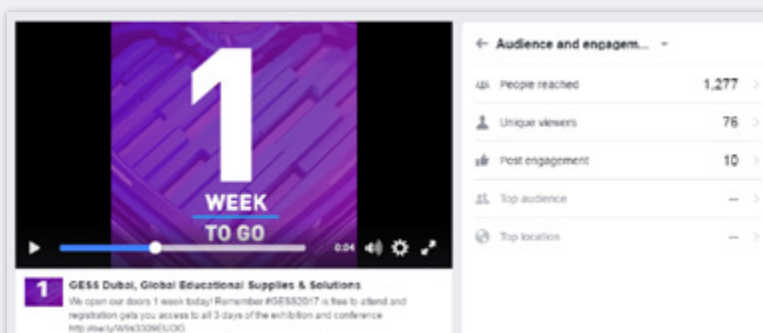 1
WEEK
TO GO
0:04
1
GESS Dubai, Global Educational Supplies & Solutions
We open our doors 1 week today! Remember #GESS2017 is free to attend and
registration gets you access to all 3 days of the exhibition and conference
Audience and engagem...
People reached 1,277
Unique viewers 76
Post engagement 10
Top audience --
Top location --